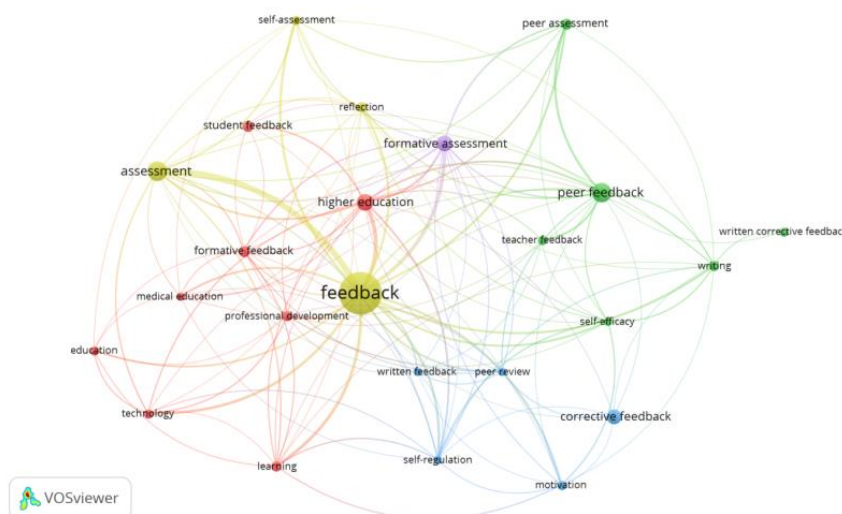 self-assessment
peer assessment
reflection
student feedback
formative assessment
assessment
peer feedback
higher education
written corrective feedback
teacher feedback
formative feedback
writing
feedback
medical education
professional development
self-efficacy
education
written feedback
peer review
technology
corrective feedback
learning
self-regulation
motivation
VOSviewer